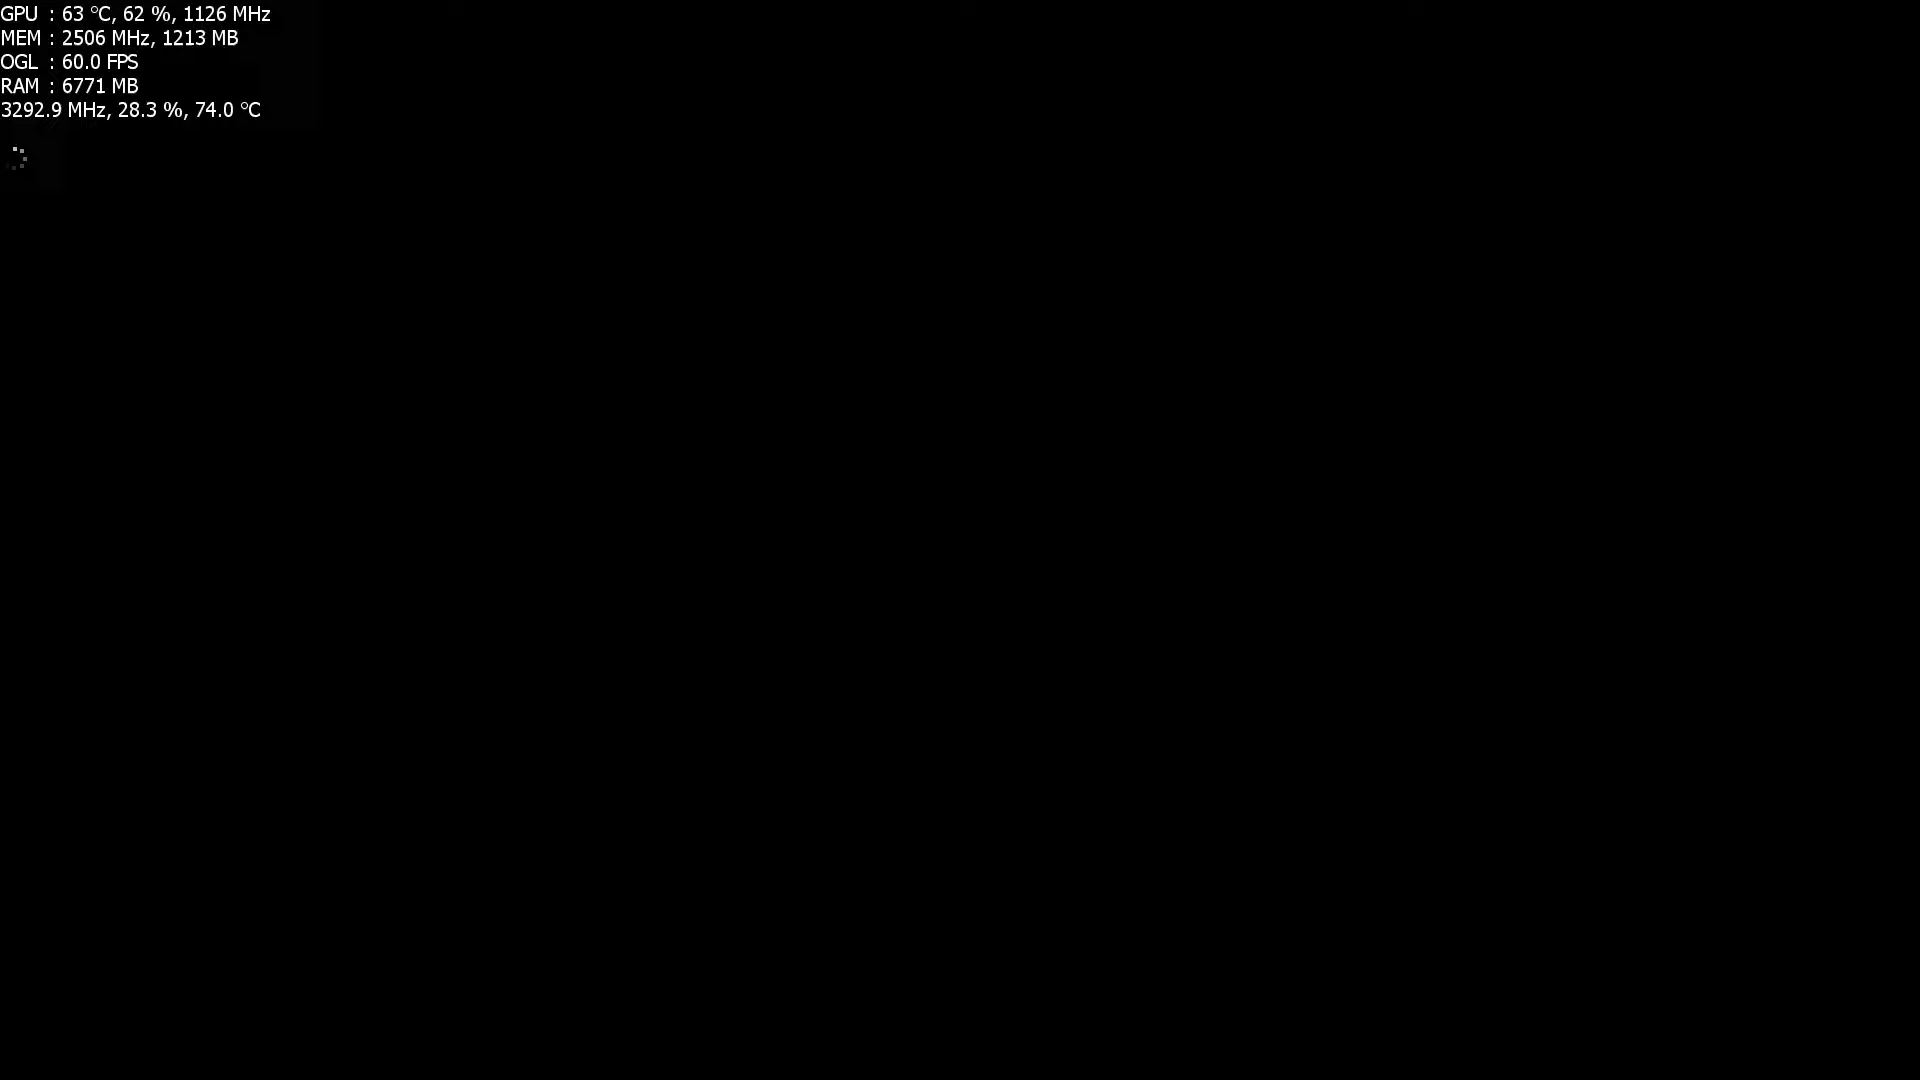 GPU : 63 °C, 62 %, 1126 MHz
MEM : 2506 MHz, 1213 MB
OGL : 60.0 FPS
RAM : 6771 MB
3292.9 MHz, 28.3 %, 74.0 °C